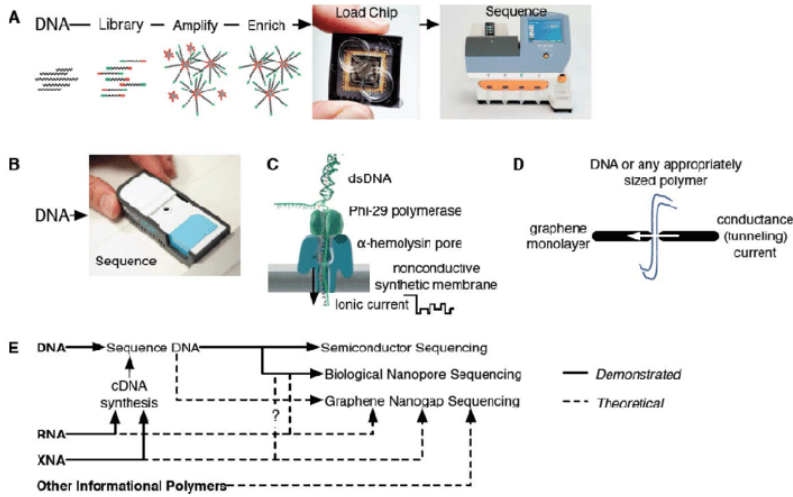 A
DNA Library Amplify Enrich Load Chip Sequence
B
DNA
Sequence
C
dsDNA
Phi-29 polymerase
α-hemolysin pore
nonconductive
synthetic membrane
Ionic current
D
DNA or any appropriately
sized polymer
graphene
monolayer
conductance
(tunneling)
current
E
DNA Sequence DNA Semiconductor Sequencing
Biological Nanopore Sequencing
cDNA
synthesis
Graphene Nanogap Sequencing
?
RNA
XNA
Other Informational Polymers
Demonstrated
Theoretical